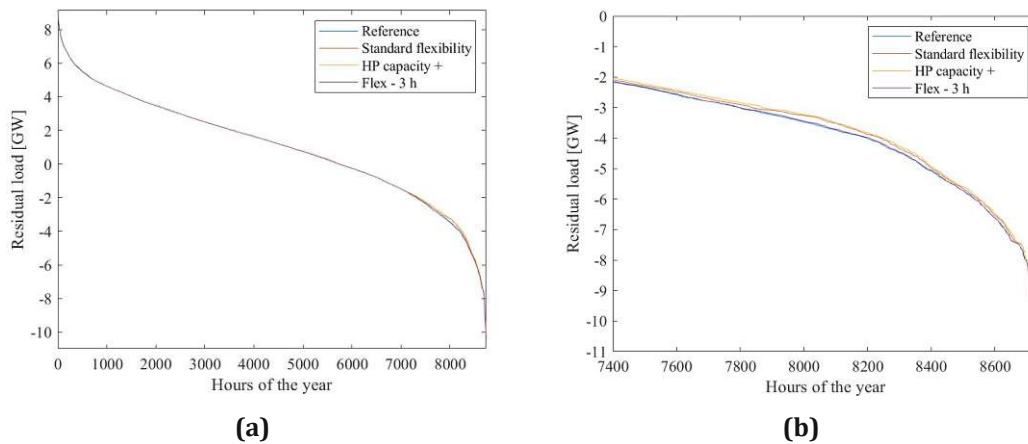 8
6
4
2
0
-2
-4
-6
-8
-10
Residual load [GW]
0 1000 2000 3000 4000 5000 6000 7000 8000
Hours of the year
Reference
Standard flexibility
HP capacity +
Flex - 3 h
(a)
0
-1
-2
-3
-4
-5
-6
-7
-8
-9
-10
-11
Residual load [GW]
7400 7600 7800 8000 8200 8400 8600
Hours of the year
Reference
Standard flexibility
HP capacity +
Flex - 3 h
(b)